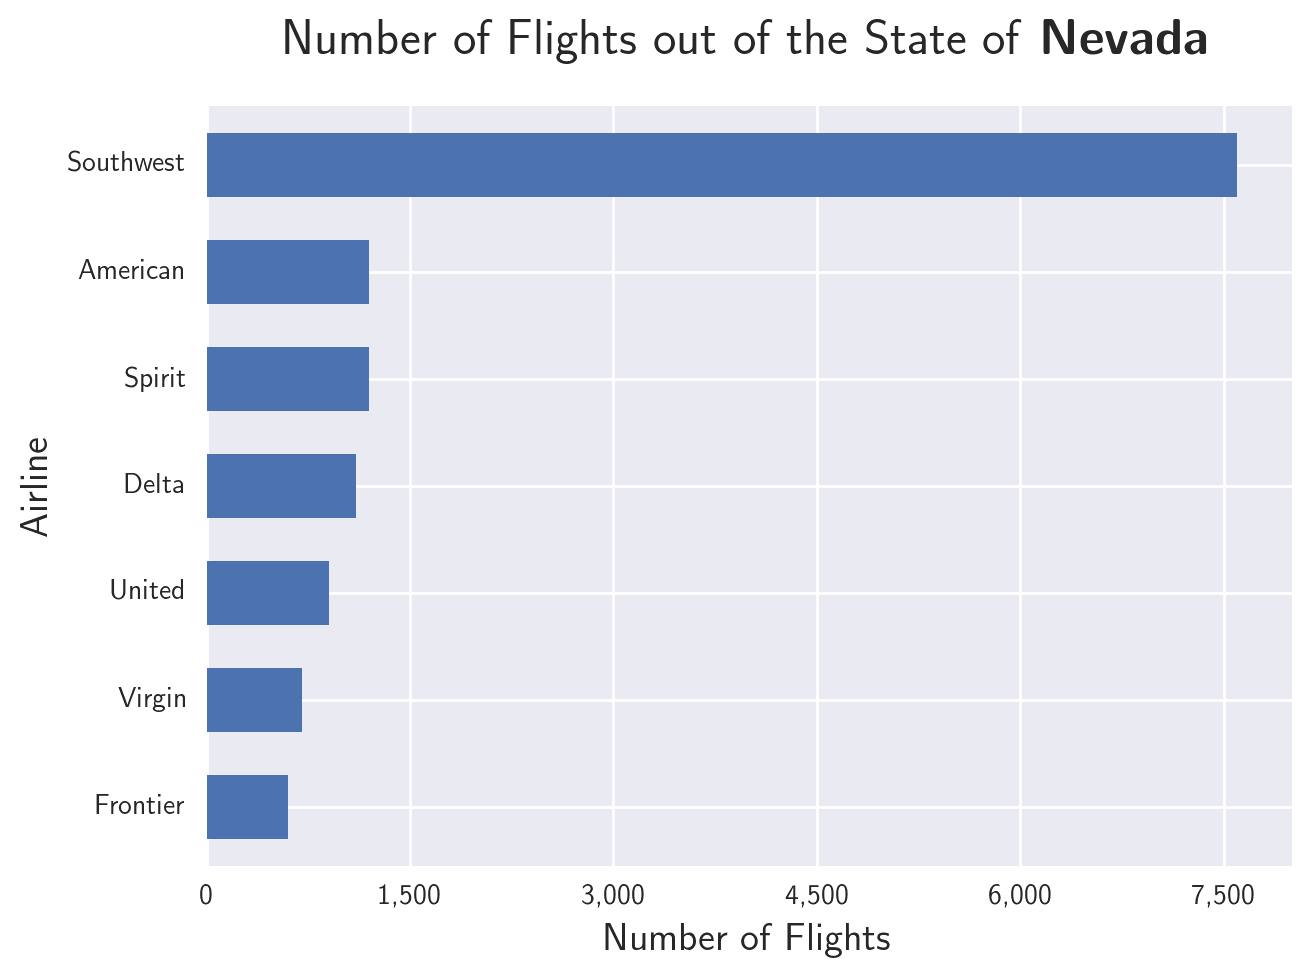 Number of Flights out of the State of Nevada
Southwest
American
Spirit
Delta
United
Virgin
Frontier
Airline
0 1,500 3,000 4,500 6,000 7,500
Number of Flights